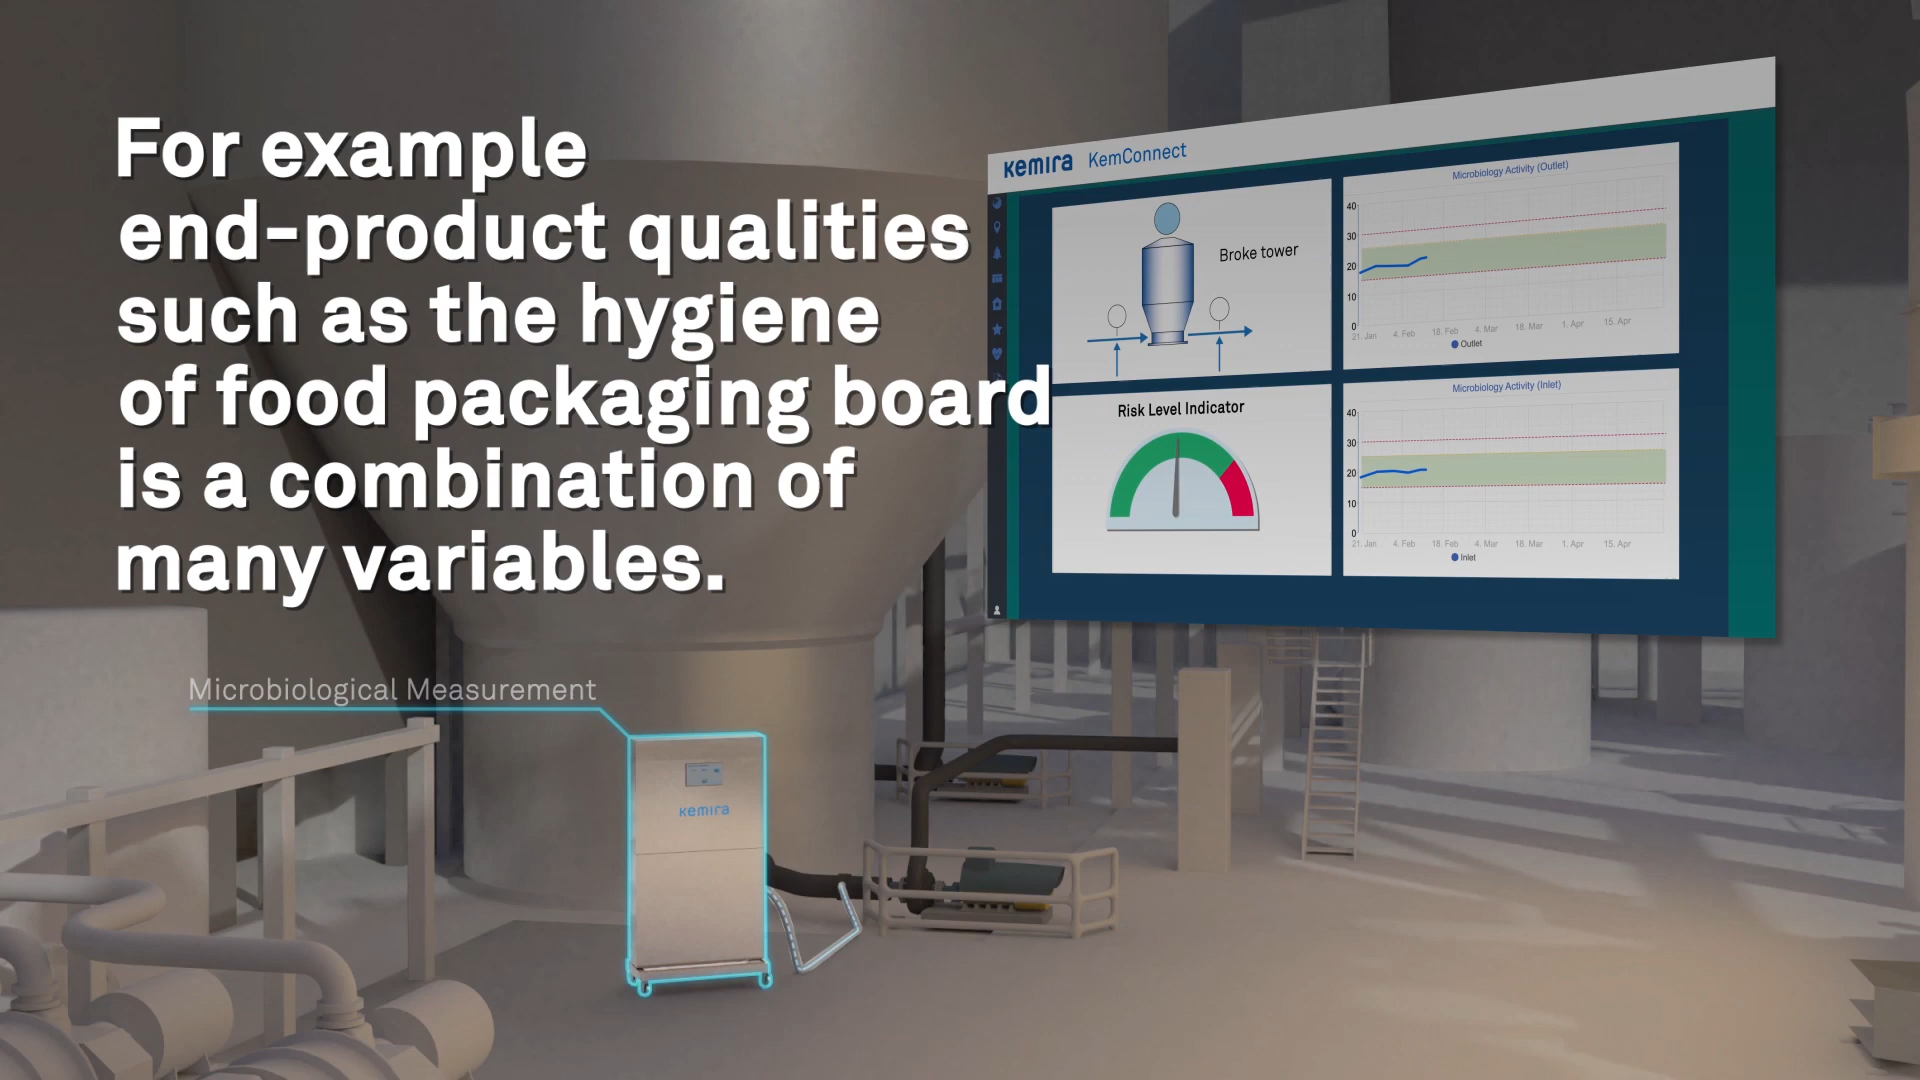 For example
end-product qualities
such as the hygiene
of food packaging board
is a combination of
many variables.
Microbiological Measurement
kemira
kemira KemConnect
Broke tower
Risk Level Indicator
Microbiology Activity (Outlet)
40
30
20
10
0
21. Jan 4. Feb 18. Feb 4. Mar 18. Mar 1. Apr 15. Apr
Outlet
Microbiology Activity (Inlet)
40
30
20
10
0
21. Jan 4. Feb 18. Feb 4. Mar 18. Mar 1. Apr 15. Apr
Inlet